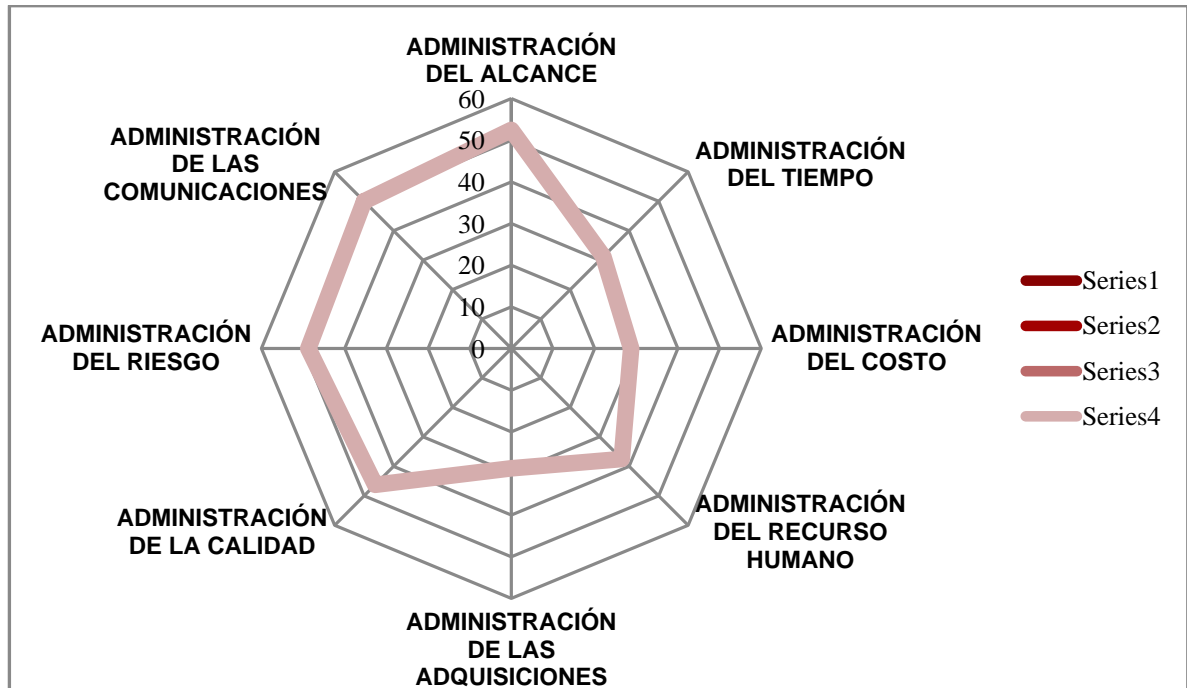 ADMINISTRACIÓN
DEL ALCANCE
60
50
40
30
20
10
0
ADMINISTRACIÓN
DEL TIEMPO
ADMINISTRACIÓN
DEL COSTO
ADMINISTRACIÓN
DEL RECURSO
HUMANO
ADMINISTRACIÓN
DE LAS
ADQUISICIONES
ADMINISTRACIÓN
DE LA CALIDAD
ADMINISTRACIÓN
DEL RIESGO
ADMINISTRACIÓN
DE LAS
COMUNICACIONES
Series1
Series2
Series3
Series4